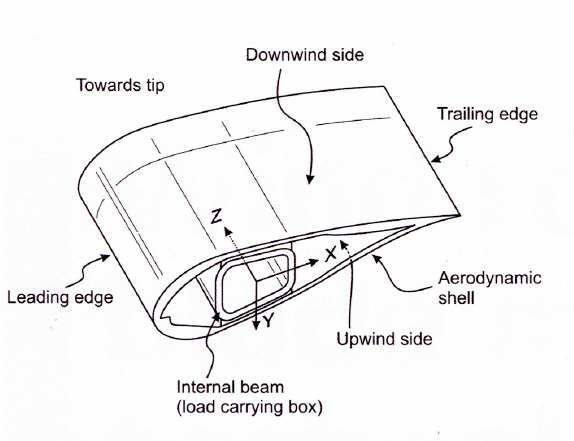 Downwind side
Towards tip
Trailing edge
Z
X
Aerodynamic
shell
Leading edge
Y
Upwind side
Internal beam
(load carrying box)